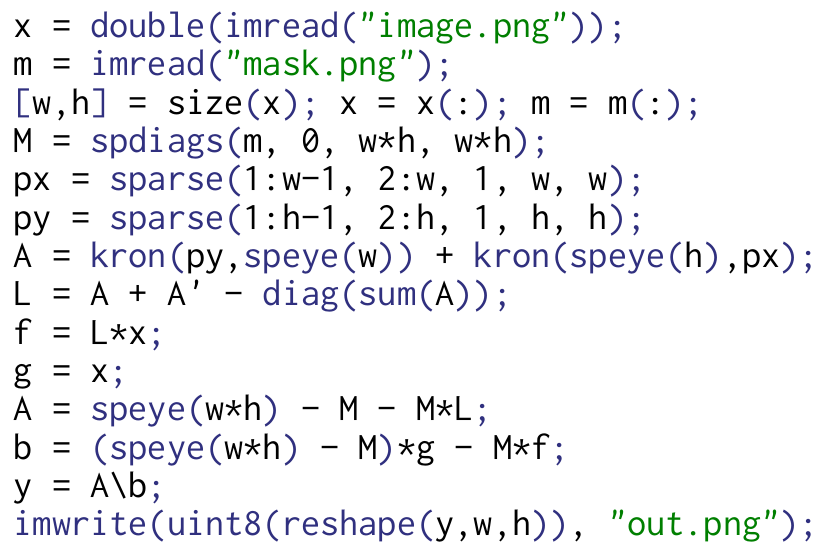 x = double(imread("image.png"));
m = imread("mask.png");
[w,h] = size(x); x = x(:); m = m(:);
M = spdiags(m, 0, w*h, w*h);
px = sparse(1:w-1, 2:w, 1, w, w);
py = sparse(1:h-1, 2:h, 1, h, h);
A = kron(py,speye(w)) + kron(speye(h),px);
L = A + A' - diag(sum(A));
f = L*x;
g = x;
A = speye(w*h) - M - M*L;
b = (speye(w*h) - M)*g - M*f;
y = A\b;
imwrite(uint8(reshape(y,w,h)), "out.png");